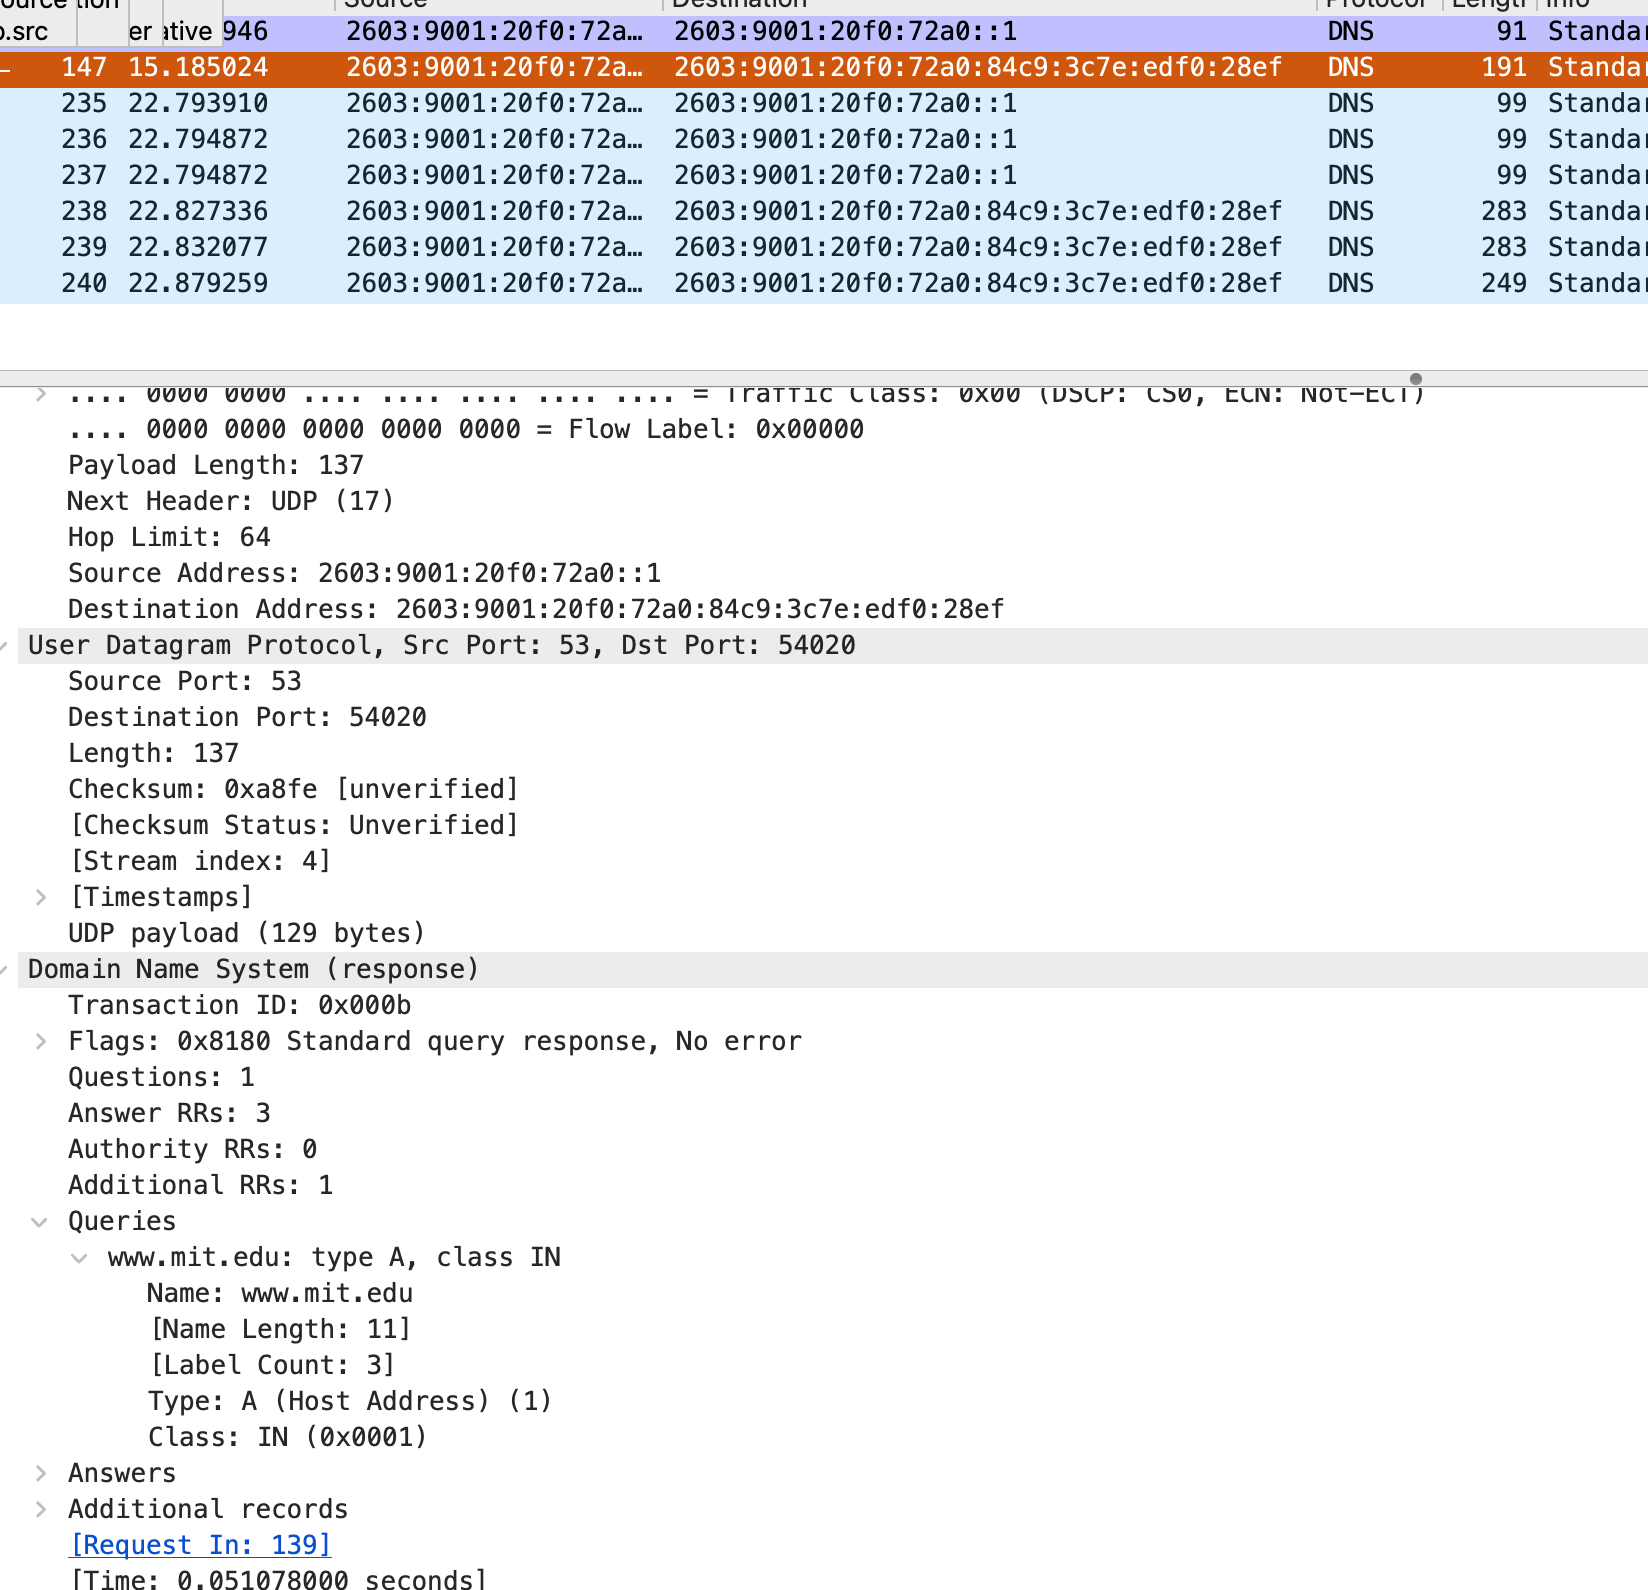 Source Destination Protocol Length Info
.src er ative 946 2603:9001:20f0:72a… 2603:9001:20f0:72a0::1 DNS 91 Standar
147 15.185024 2603:9001:20f0:72a… 2603:9001:20f0:72a0:84c9:3c7e:edf0:28ef DNS 191 Standar
235 22.793910 2603:9001:20f0:72a… 2603:9001:20f0:72a0::1 DNS 99 Standar
236 22.794872 2603:9001:20f0:72a… 2603:9001:20f0:72a0::1 DNS 99 Standar
237 22.794872 2603:9001:20f0:72a… 2603:9001:20f0:72a0::1 DNS 99 Standar
238 22.827336 2603:9001:20f0:72a… 2603:9001:20f0:72a0:84c9:3c7e:edf0:28ef DNS 283 Standar
239 22.832077 2603:9001:20f0:72a… 2603:9001:20f0:72a0:84c9:3c7e:edf0:28ef DNS 283 Standar
240 22.879259 2603:9001:20f0:72a… 2603:9001:20f0:72a0:84c9:3c7e:edf0:28ef DNS 249 Standar
.... 0000 0000 .... .... .... .... .... = Traffic Class: 0x00 (DSCP: CS0, ECN: Not-ECT)
.... 0000 0000 0000 0000 0000 = Flow Label: 0x00000
Payload Length: 137
Next Header: UDP (17)
Hop Limit: 64
Source Address: 2603:9001:20f0:72a0::1
Destination Address: 2603:9001:20f0:72a0:84c9:3c7e:edf0:28ef
User Datagram Protocol, Src Port: 53, Dst Port: 54020
Source Port: 53
Destination Port: 54020
Length: 137
Checksum: 0xa8fe [unverified]
[Checksum Status: Unverified]
[Stream index: 4]
[Timestamps]
UDP payload (129 bytes)
Domain Name System (response)
Transaction ID: 0x000b
Flags: 0x8180 Standard query response, No error
Questions: 1
Answer RRs: 3
Authority RRs: 0
Additional RRs: 1
Queries
www.mit.edu: type A, class IN
Name: www.mit.edu
[Name Length: 11]
[Label Count: 3]
Type: A (Host Address) (1)
Class: IN (0x0001)
Answers
Additional records
[Request In: 139]
[Time: 0.051078000 seconds]